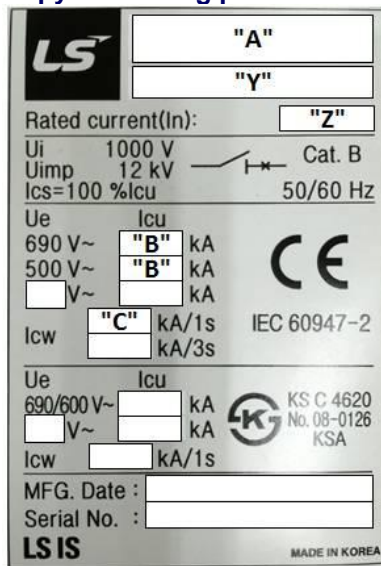 LS
"A"
"Y"
Rated current(In): "Z"
Ui 1000 V
Uimp 12 kV Cat. B
Ics=100 %Icu 50/60 Hz
Ue Icu
690 V~ "B" kA
500 V~ "B" kA
V~ kA
CE
Icw "C" kA/1s IEC 60947-2
kA/3s
Ue Icu
690/600 V~ kA
V~ kA
K
KS C 4620
No. 08-0126
KSA
Icw kA/1s
MFG. Date :
Serial No. :
LS IS MADE IN KOREA